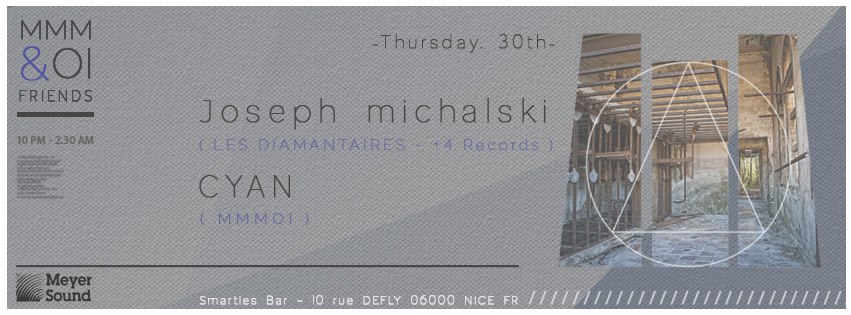 MMM
&OI
FRIENDS
10 PM - 2.30 AM
-Thursday. 30th-
Joseph michalski
( LES DIAMANTAIRES - +4 Records )
CYAN
( MMMOI )
Meyer
Sound
Smarties Bar - 10 rue DEFLY 06000 NICE FR